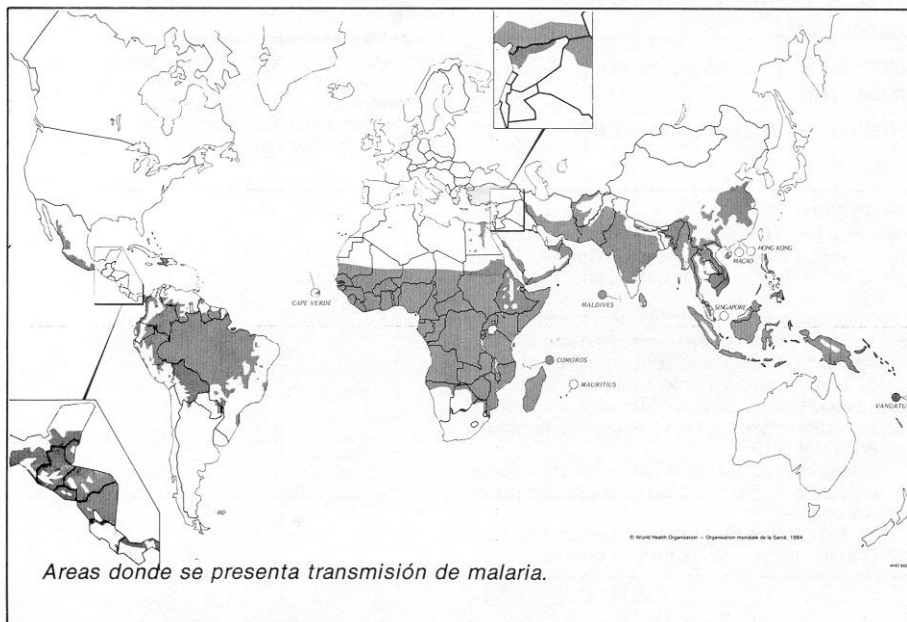 HONG KONG
MACAO
CAPE VERDE
MALDIVES
SINGAPORE
COMOROS
MAURITIUS
VANUATU
© World Health Organisation – Organisation mondiale de la Santé, 1984
Areas donde se presenta transmisión de malaria.